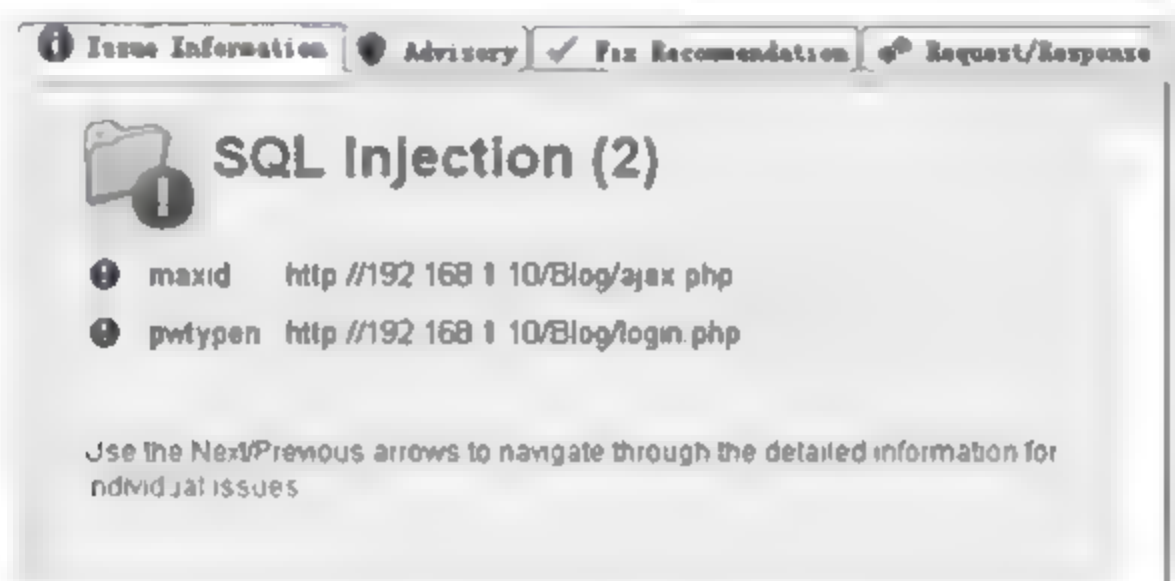 Issue Information Advisory Fix Recommendation Request/Response
SQL Injection (2)
maxid http //192 168 1 10/Blog/ajax php
pwtypen http //192 168 1 10/Blog/login.php
Use the Next/Previous arrows to navigate through the detailed information for
individual issues